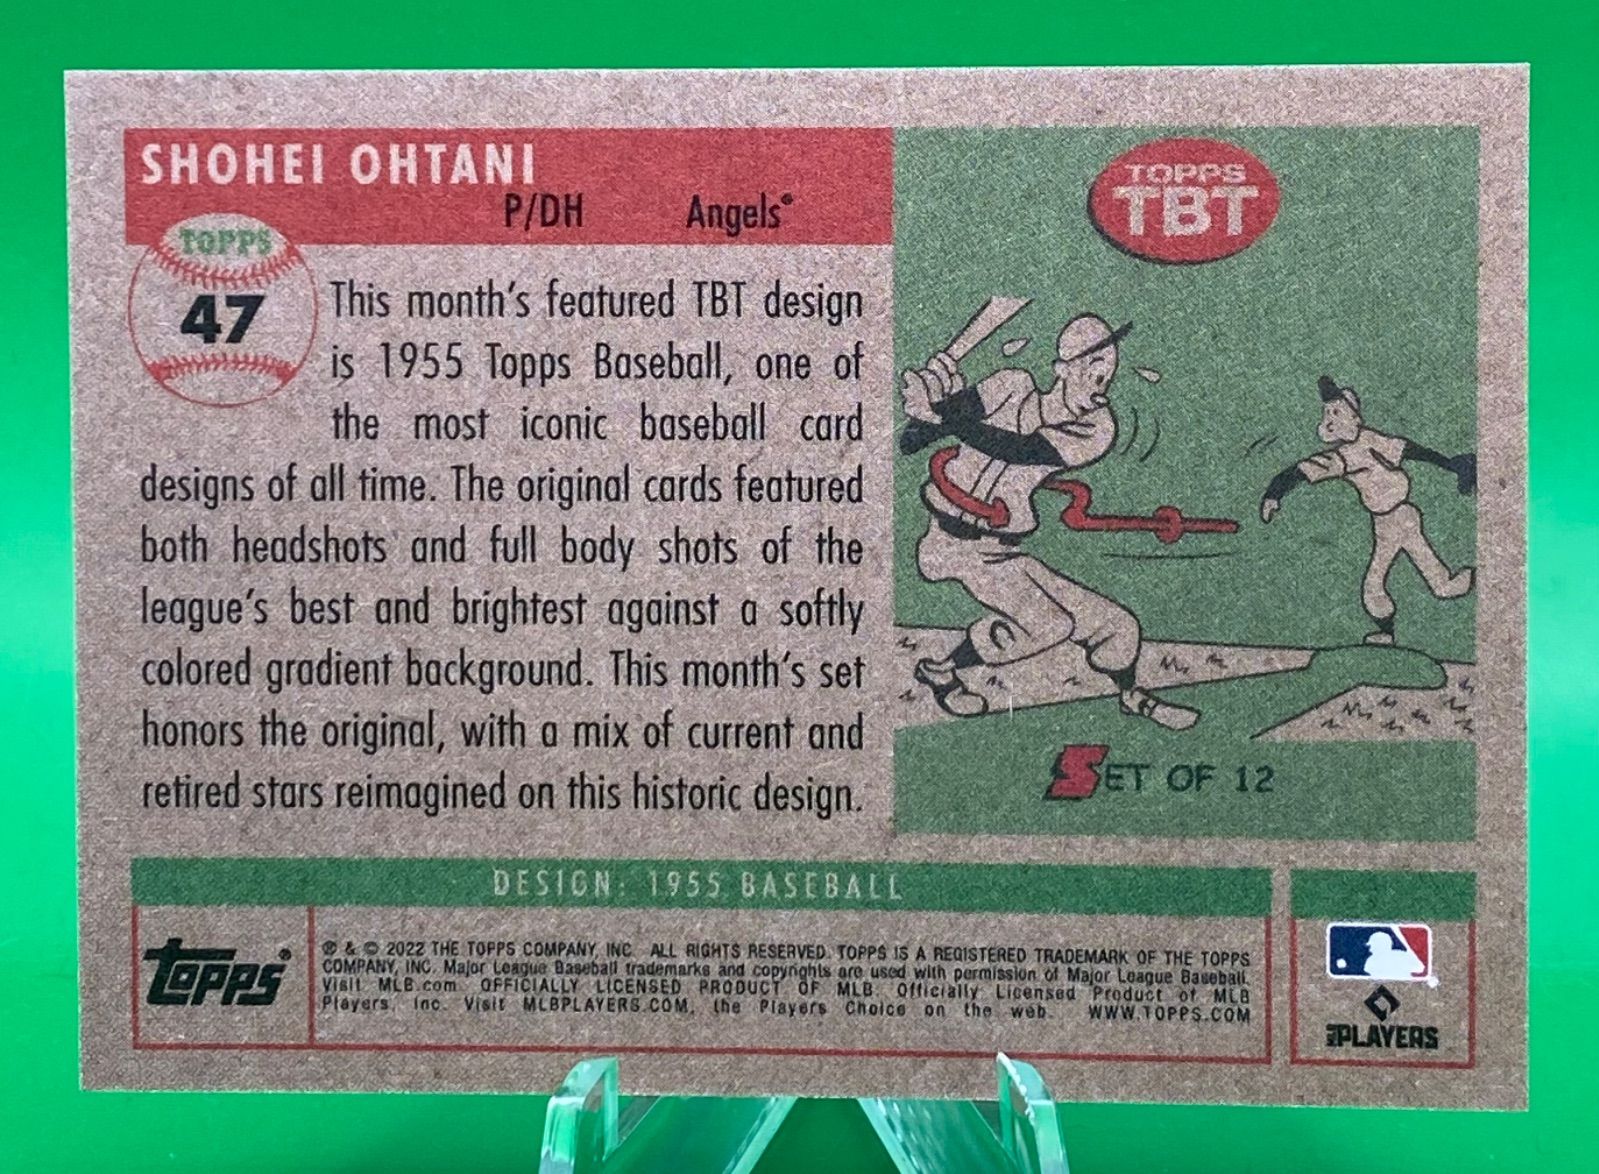 SHOHEI OHTANI
P/DH Angels®
TOPPS
47
This month's featured TBT design
is 1955 Topps Baseball, one of
the most iconic baseball card
designs of all time. The original cards featured
both headshots and full body shots of the
league's best and brightest against a softly
colored gradient background. This month's set
honors the original, with a mix of current and
retired stars reimagined on this historic design.
TOPPS
TBT
SET OF 12
DESIGN: 1955 BASEBALL
Topps®
® & © 2022 THE TOPPS COMPANY, INC. ALL RIGHTS RESERVED. TOPPS IS A REGISTERED TRADEMARK OF THE TOPPS
COMPANY, INC. Major League Baseball trademarks and copyrights are used with permission of Major League Baseball.
Visit MLB.com. OFFICIALLY LICENSED PRODUCT OF MLB. Officially Licensed Product of MLB
Players, Inc. Visit MLBPLAYERS.COM, the Players Choice on the web. WWW.TOPPS.COM
MLB PLAYERS